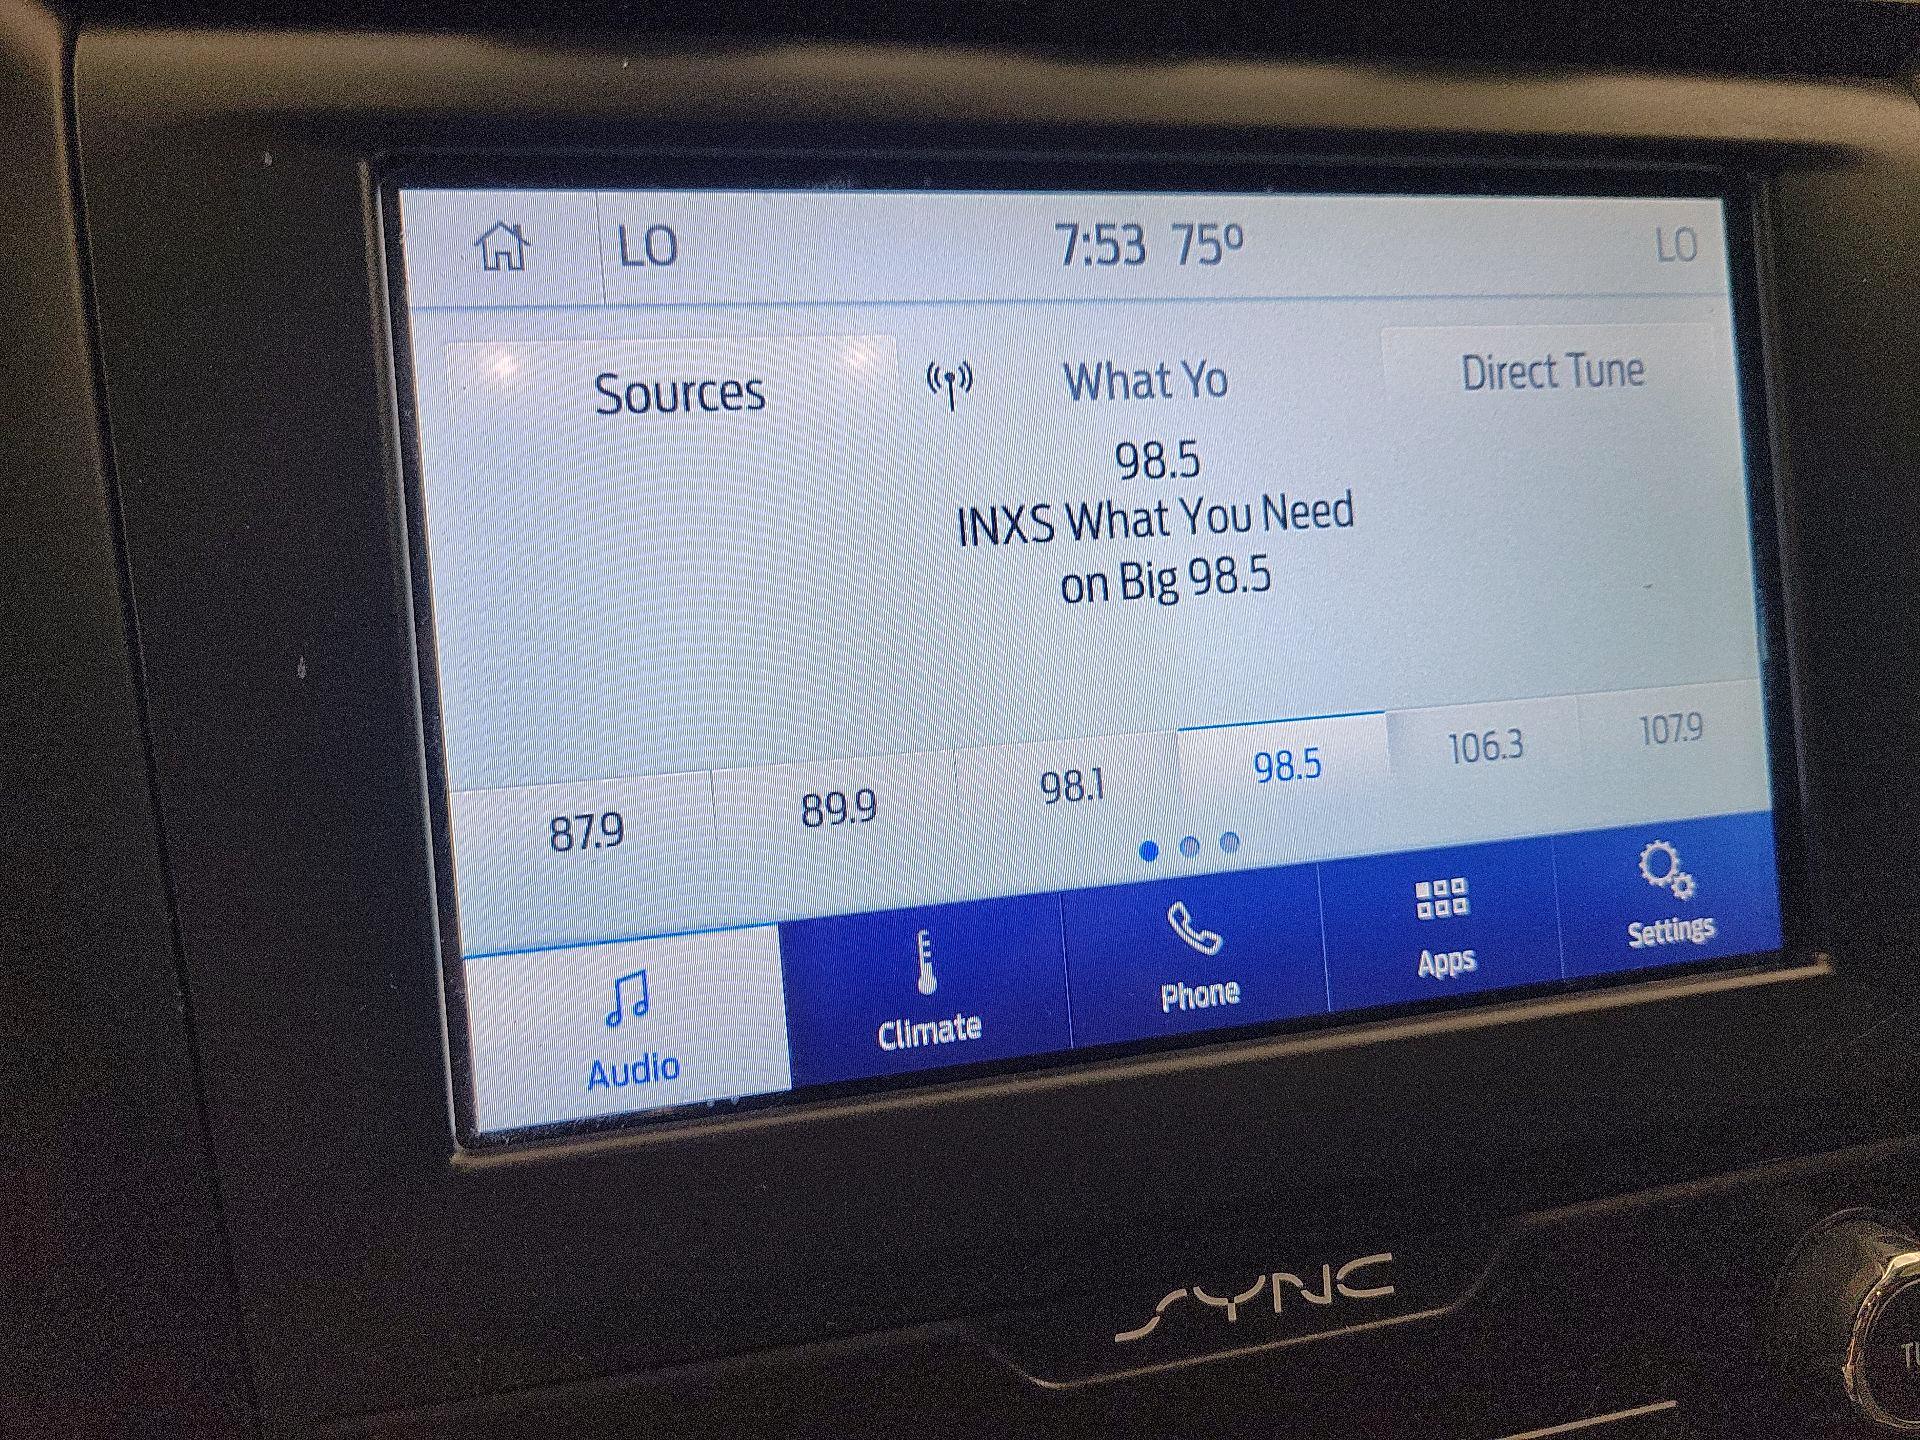 LO 7:53 75° LO
Sources What Yo Direct Tune
98.5
INXS What You Need
on Big 98.5
87.9 89.9 98.1 98.5 106.3 107.9
Audio Climate Phone Apps Settings
SYNC